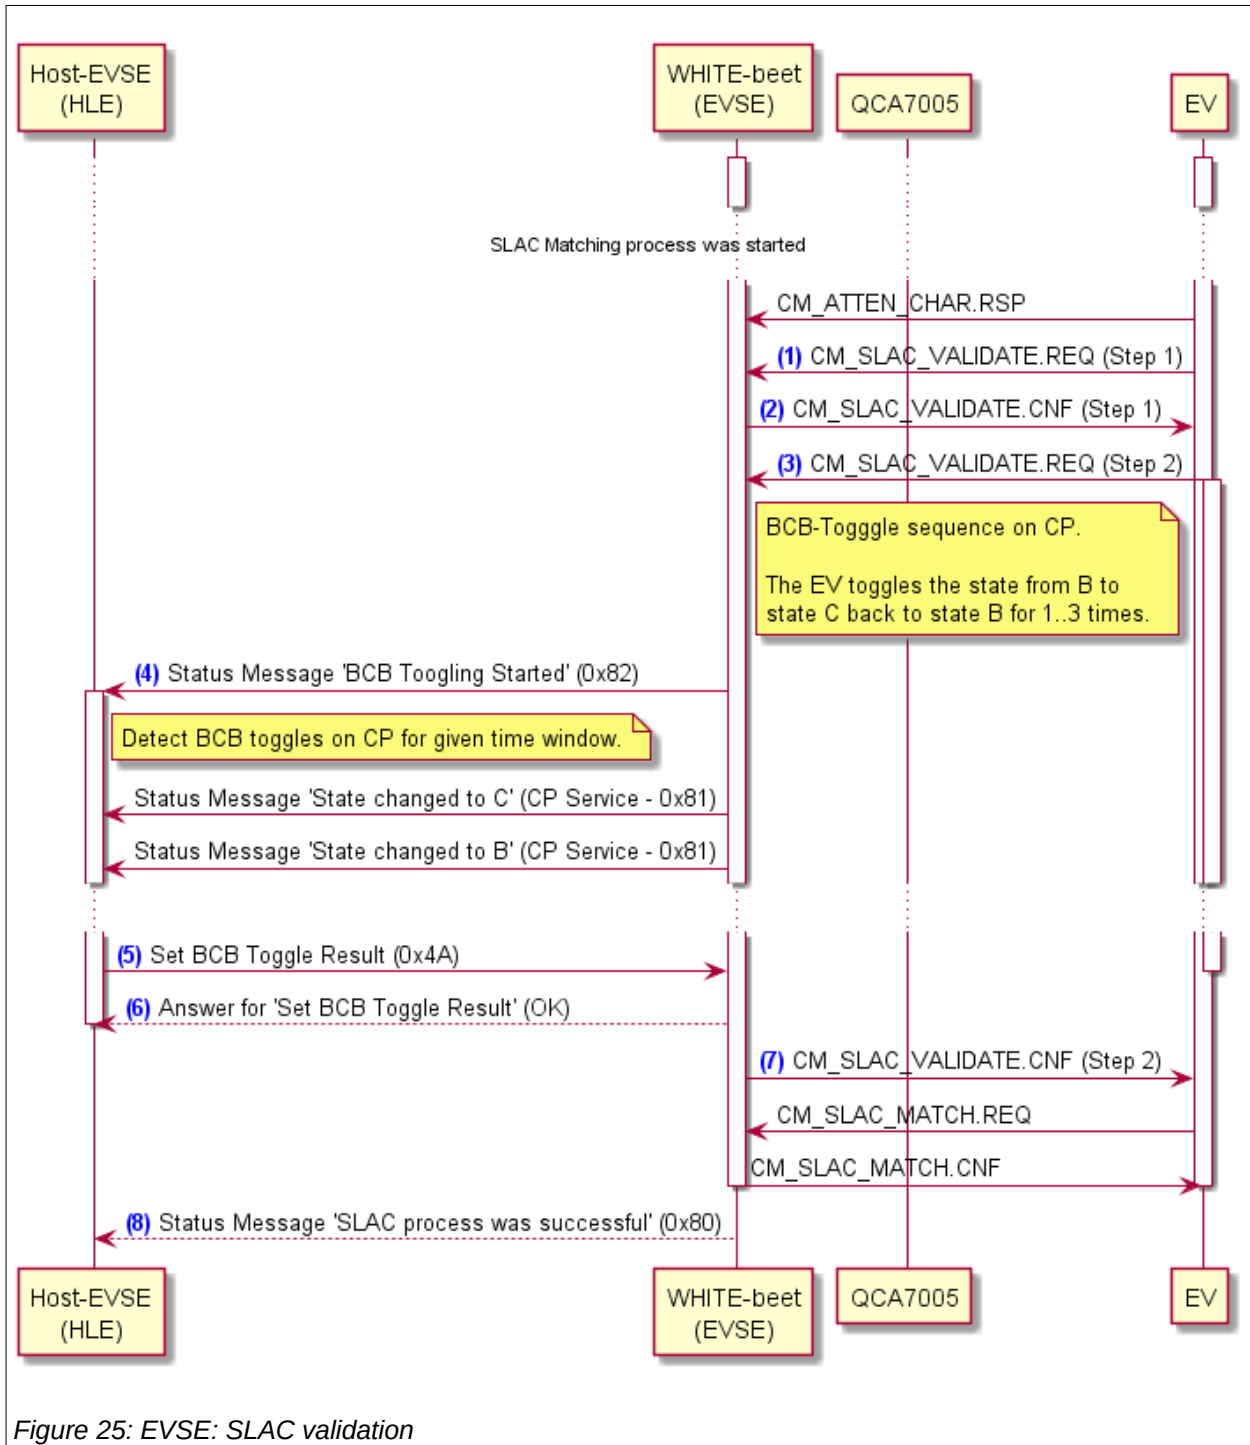 Host-EVSE
(HLE)
WHITE-beet
(EVSE)
QCA7005
EV
SLAC Matching process was started
CM_ATTEN_CHAR.RSP
(1) CM_SLAC_VALIDATE.REQ (Step 1)
(2) CM_SLAC_VALIDATE.CNF (Step 1)
(3) CM_SLAC_VALIDATE.REQ (Step 2)
BCB-Togggle sequence on CP.
The EV toggles the state from B to
state C back to state B for 1..3 times.
(4) Status Message 'BCB Toogling Started' (0x82)
Detect BCB toggles on CP for given time window.
Status Message 'State changed to C' (CP Service - 0x81)
Status Message 'State changed to B' (CP Service - 0x81)
(5) Set BCB Toggle Result (0x4A)
(6) Answer for 'Set BCB Toggle Result' (OK)
(7) CM_SLAC_VALIDATE.CNF (Step 2)
CM_SLAC_MATCH.REQ
CM_SLAC_MATCH.CNF
(8) Status Message 'SLAC process was successful' (0x80)
Host-EVSE
(HLE)
WHITE-beet
(EVSE)
QCA7005
EV
Figure 25: EVSE: SLAC validation